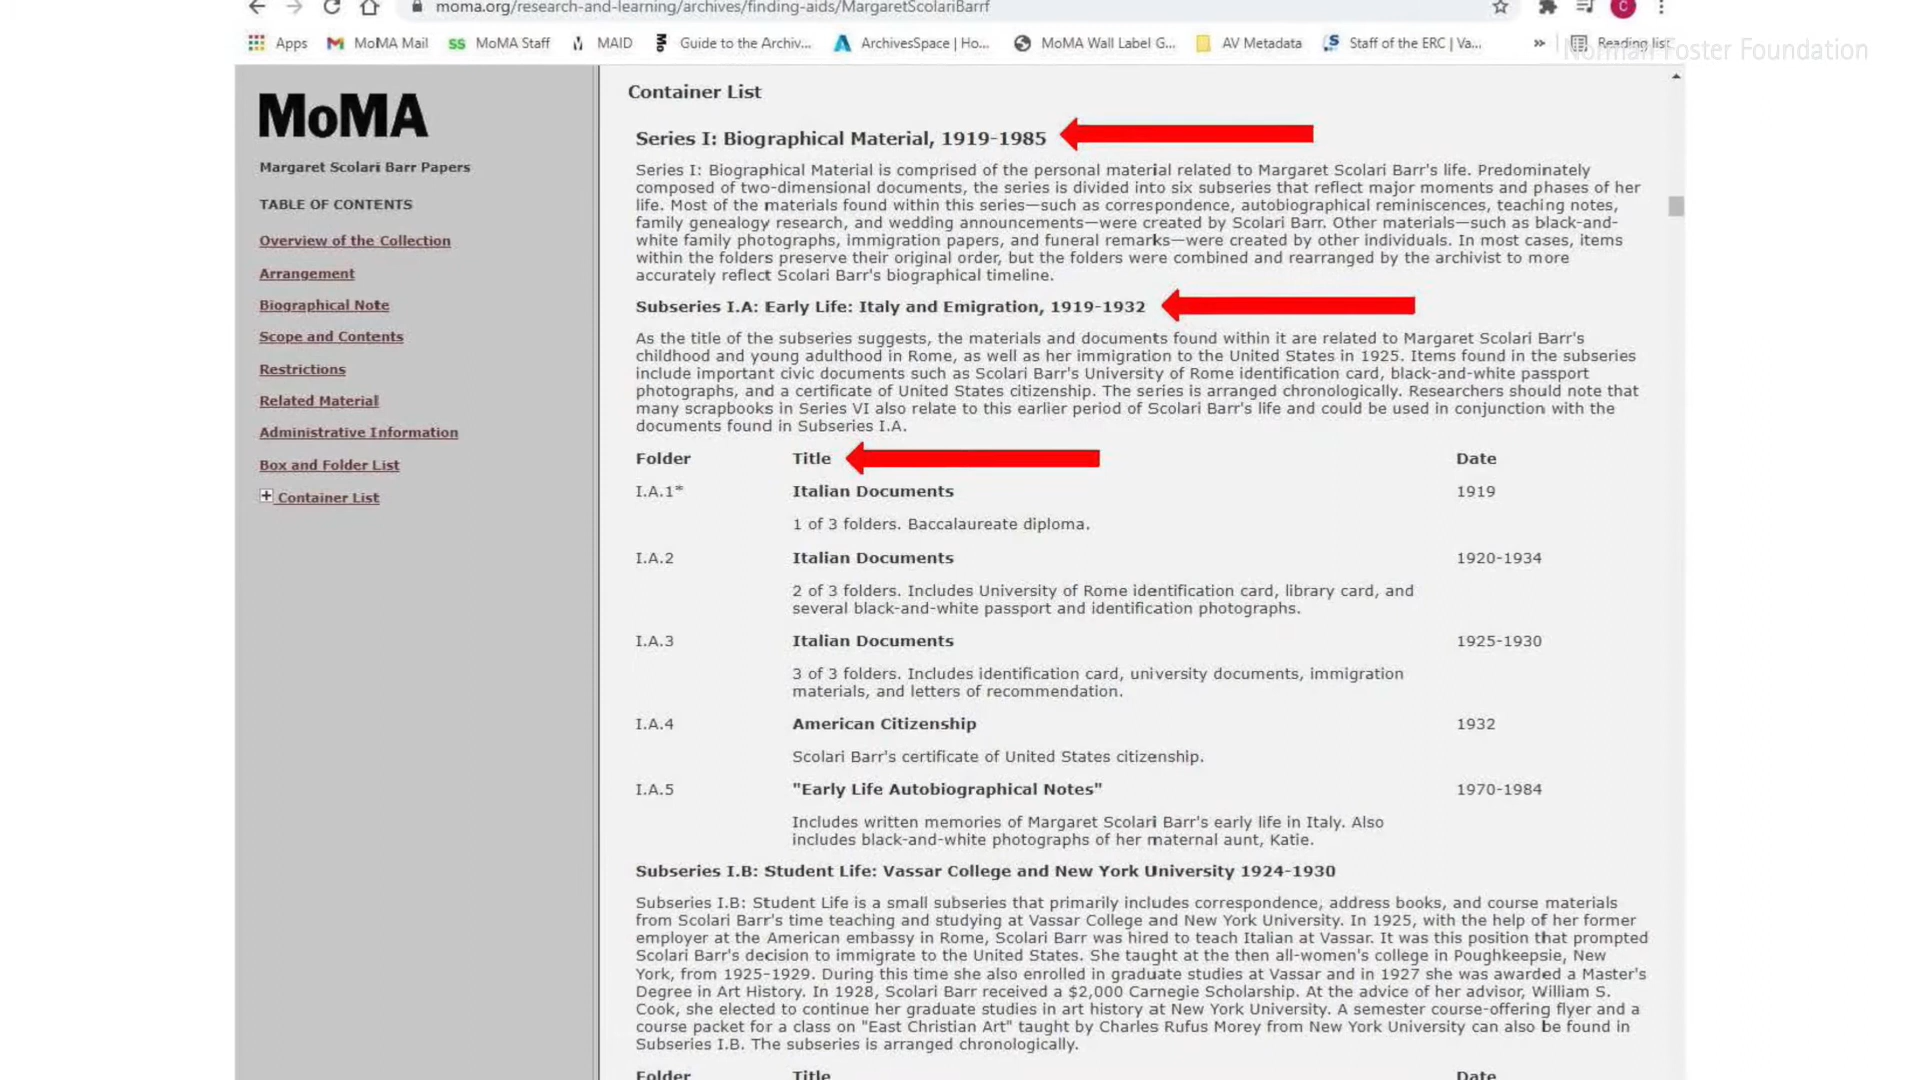 moma.org/research-and-learning/archives/finding-aids/MargaretScolariBarrf
C
Apps
MoMA Mail
MoMA Staff
MAID
Guide to the Archiv...
ArchivesSpace | Ho...
MoMA Wall Label G...
AV Metadata
Staff of the ERC | Va...
»
Reading list
Norman Foster Foundation
MoMA
Margaret Scolari Barr Papers
TABLE OF CONTENTS
Overview of the Collection
Arrangement
Biographical Note
Scope and Contents
Restrictions
Related Material
Administrative Information
Box and Folder List
Container List
Container List
Series I: Biographical Material, 1919-1985
Series I: Biographical Material is comprised of the personal material related to Margaret Scolari Barr's life. Predominately
composed of two-dimensional documents, the series is divided into six subseries that reflect major moments and phases of her
life. Most of the materials found within this series—such as correspondence, autobiographical reminiscences, teaching notes,
family genealogy research, and wedding announcements—were created by Scolari Barr. Other materials—such as black-and-
white family photographs, immigration papers, and funeral remarks—were created by other individuals. In most cases, items
within the folders preserve their original order, but the folders were combined and rearranged by the archivist to more
accurately reflect Scolari Barr's biographical timeline.
Subseries I.A: Early Life: Italy and Emigration, 1919-1932
As the title of the subseries suggests, the materials and documents found within it are related to Margaret Scolari Barr's
childhood and young adulthood in Rome, as well as her immigration to the United States in 1925. Items found in the subseries
include important civic documents such as Scolari Barr's University of Rome identification card, black-and-white passport
photographs, and a certificate of United States citizenship. The series is arranged chronologically. Researchers should note that
many scrapbooks in Series VI also relate to this earlier period of Scolari Barr's life and could be used in conjunction with the
documents found in Subseries I.A.
Folder Title Date
I.A.1* Italian Documents 1919
1 of 3 folders. Baccalaureate diploma.
I.A.2 Italian Documents 1920-1934
2 of 3 folders. Includes University of Rome identification card, library card, and
several black-and-white passport and identification photographs.
I.A.3 Italian Documents 1925-1930
3 of 3 folders. Includes identification card, university documents, immigration
materials, and letters of recommendation.
I.A.4 American Citizenship 1932
Scolari Barr's certificate of United States citizenship.
I.A.5 "Early Life Autobiographical Notes" 1970-1984
Includes written memories of Margaret Scolari Barr's early life in Italy. Also
includes black-and-white photographs of her maternal aunt, Katie.
Subseries I.B: Student Life: Vassar College and New York University 1924-1930
Subseries I.B: Student Life is a small subseries that primarily includes correspondence, address books, and course materials
from Scolari Barr's time teaching and studying at Vassar College and New York University. In 1925, with the help of her former
employer at the American embassy in Rome, Scolari Barr was hired to teach Italian at Vassar. It was this position that prompted
Scolari Barr's decision to immigrate to the United States. She taught at the then all-women's college in Poughkeepsie, New
York, from 1925-1929. During this time she also enrolled in graduate studies at Vassar and in 1927 she was awarded a Master's
Degree in Art History. In 1928, Scolari Barr received a $2,000 Carnegie Scholarship. At the advice of her advisor, William S.
Cook, she elected to continue her graduate studies in art history at New York University. A semester course-offering flyer and a
course packet for a class on "East Christian Art" taught by Charles Rufus Morey from New York University can also be found in
Subseries I.B. The subseries is arranged chronologically.
Folder Title Date